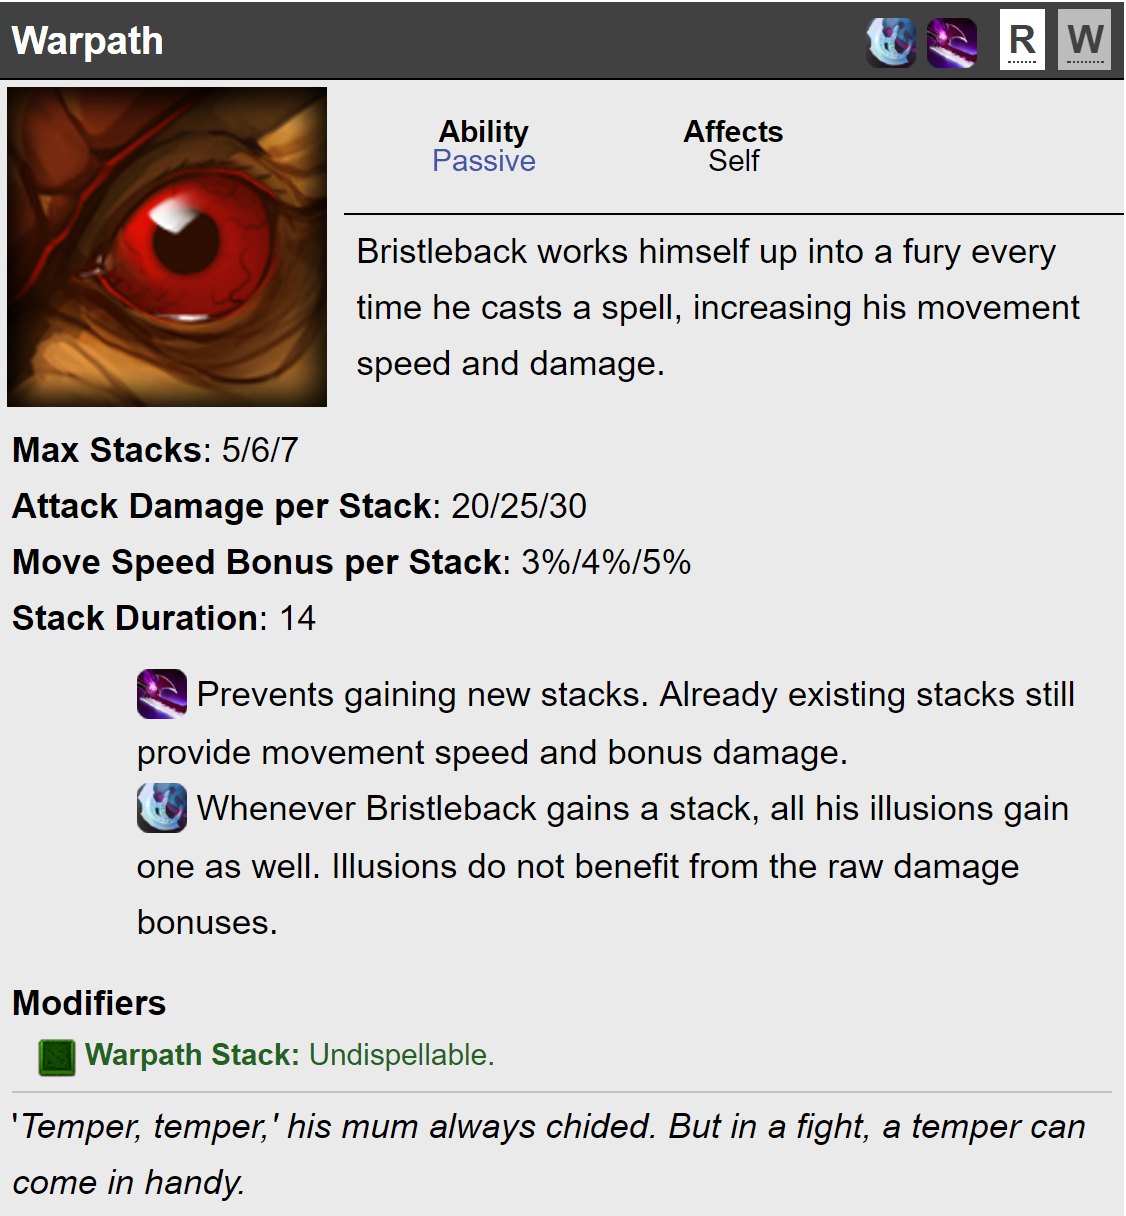 Warpath R W
Ability Affects
Passive Self
Bristleback works himself up into a fury every
time he casts a spell, increasing his movement
speed and damage.
Max Stacks: 5/6/7
Attack Damage per Stack: 20/25/30
Move Speed Bonus per Stack: 3%/4%/5%
Stack Duration: 14
Prevents gaining new stacks. Already existing stacks still
provide movement speed and bonus damage.
Whenever Bristleback gains a stack, all his illusions gain
one as well. Illusions do not benefit from the raw damage
bonuses.
Modifiers
Warpath Stack: Undispellable.
'Temper, temper,' his mum always chided. But in a fight, a temper can
come in handy.